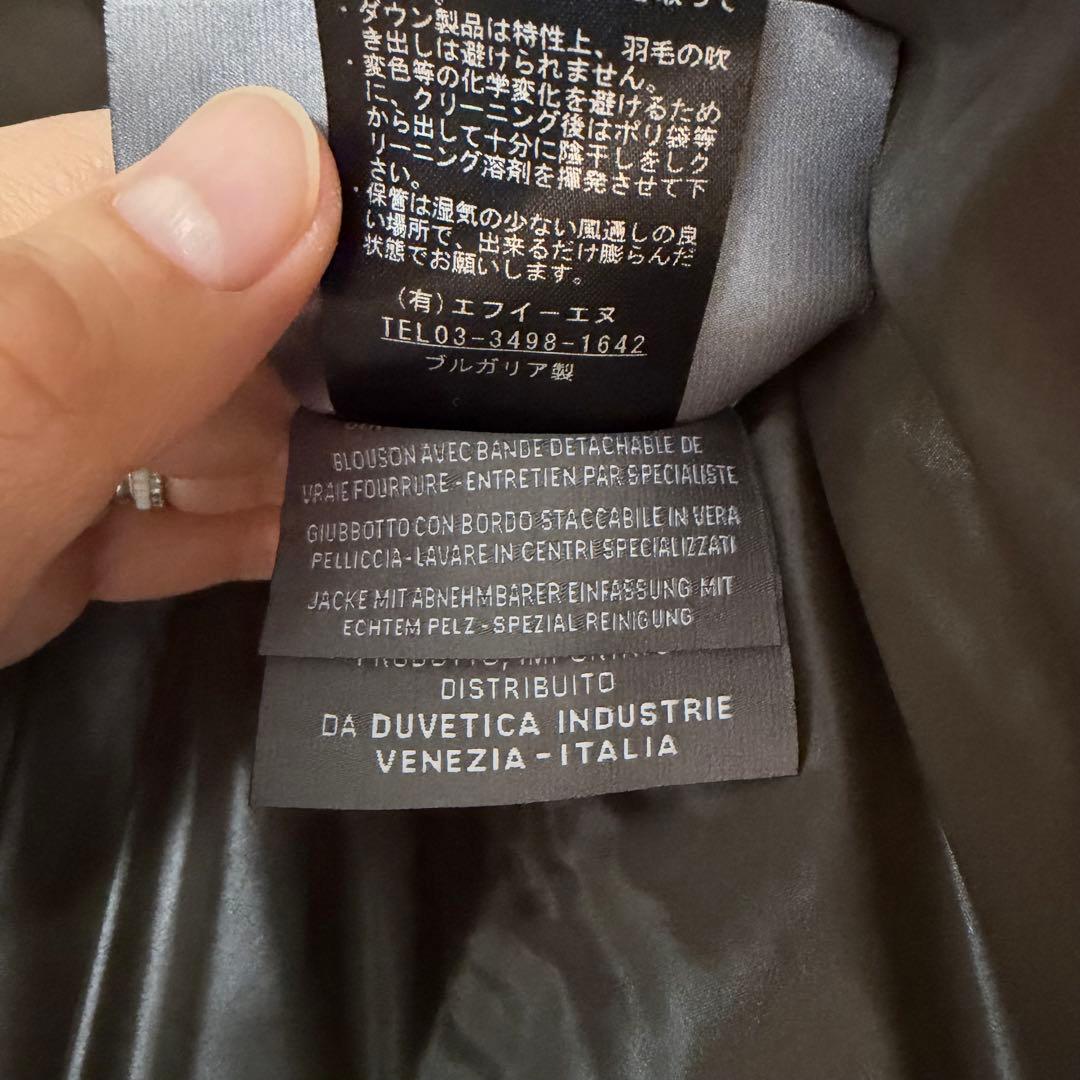 ・ダウン製品は特性上、羽毛の吹
き出しは避けられません。
・変色等の化学変化を避けるため
に、クリーニング後はポリ袋等
から出して十分に陰干しをしク
リーニング溶剤を揮発させて下
さい。
・保管は湿気の少ない風通しの良
い場所で、出来るだけ膨らんだ
状態でお願いします。
(有)エフイーエヌ
TEL03-3498-1642
ブルガリア製
BLOUSON AVEC BANDE DETACHABLE DE
VRAIE FOURRURE - ENTRETIEN PAR SPECIALISTE
GIUBBOTTO CON BORDO STACCABILE IN VERA
PELLICCIA - LAVARE IN CENTRI SPECIALIZZATI
JACKE MIT ABNEHMBARER EINFASSUNG MIT
ECHTEM PELZ - SPEZIAL REINIGUNG
PRODOTTO,
DISTRIBUITO
DA DUVETICA INDUSTRIE
VENEZIA - ITALIA